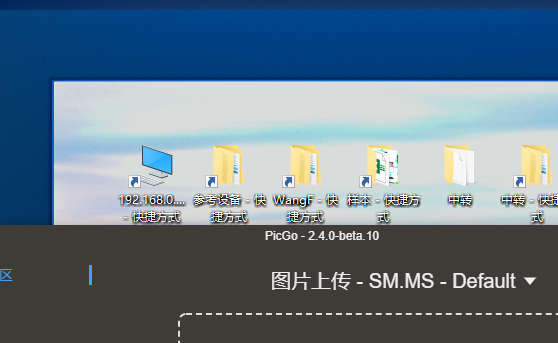 192.168.0.... - 快捷方式
参考设备 - 快捷方式
WangF - 快捷方式
样本 - 快捷方式
中转
中转 - 快捷
PicGo - 2.4.0-beta.10
区
图片上传 - SM.MS - Default